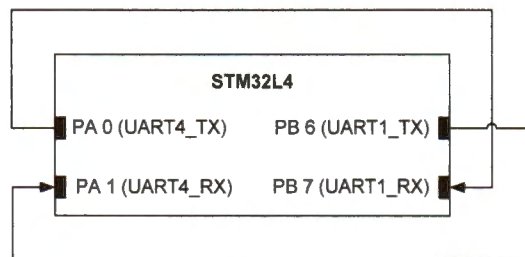 STM32L4
PA 0 (UART4_TX) PB 6 (UART1_TX)
PA 1 (UART4_RX) PB 7 (UART1_RX)